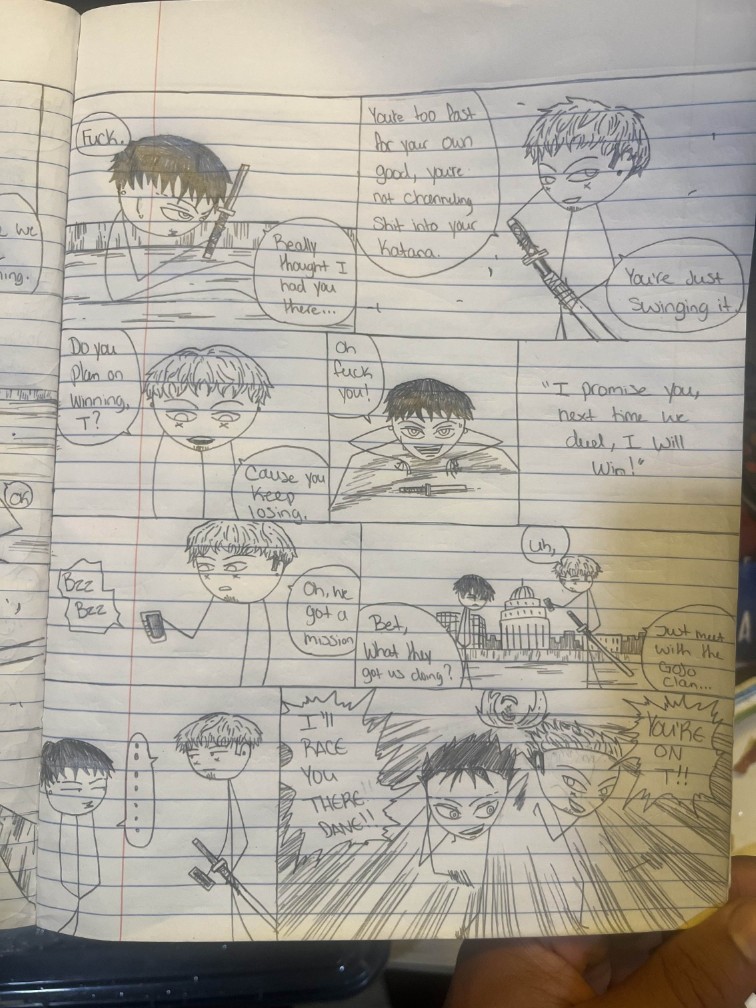 Fuck.
Really
thought I
had you
there...
You're too fast
for your own
good, you're
not channeling
Shit into your
Katana.
You're Just
Swinging it.
Do you
Plan on
Winning,
T?
Cause you
Keep
losing.
Oh
fuck
you!
"I promise you,
next time we
duel, I Will
Win!"
Bzz
Bzz
Oh, we
got a
mission
Uh,
Bet,
What they
got us doing?
Just meet
with the
Gojo
Clan...
I'll
RACE
YOU
THERE
DANE!!
YOU'RE
ON
T!!
we
ing.
OK